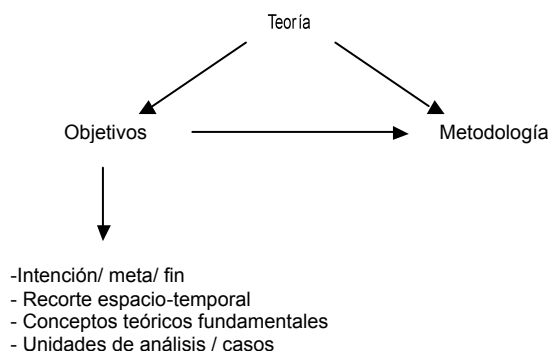 Teoría
Objetivos
Metodología
-Intención/ meta/ fin
- Recorte espacio-temporal
- Conceptos teóricos fundamentales
- Unidades de análisis / casos